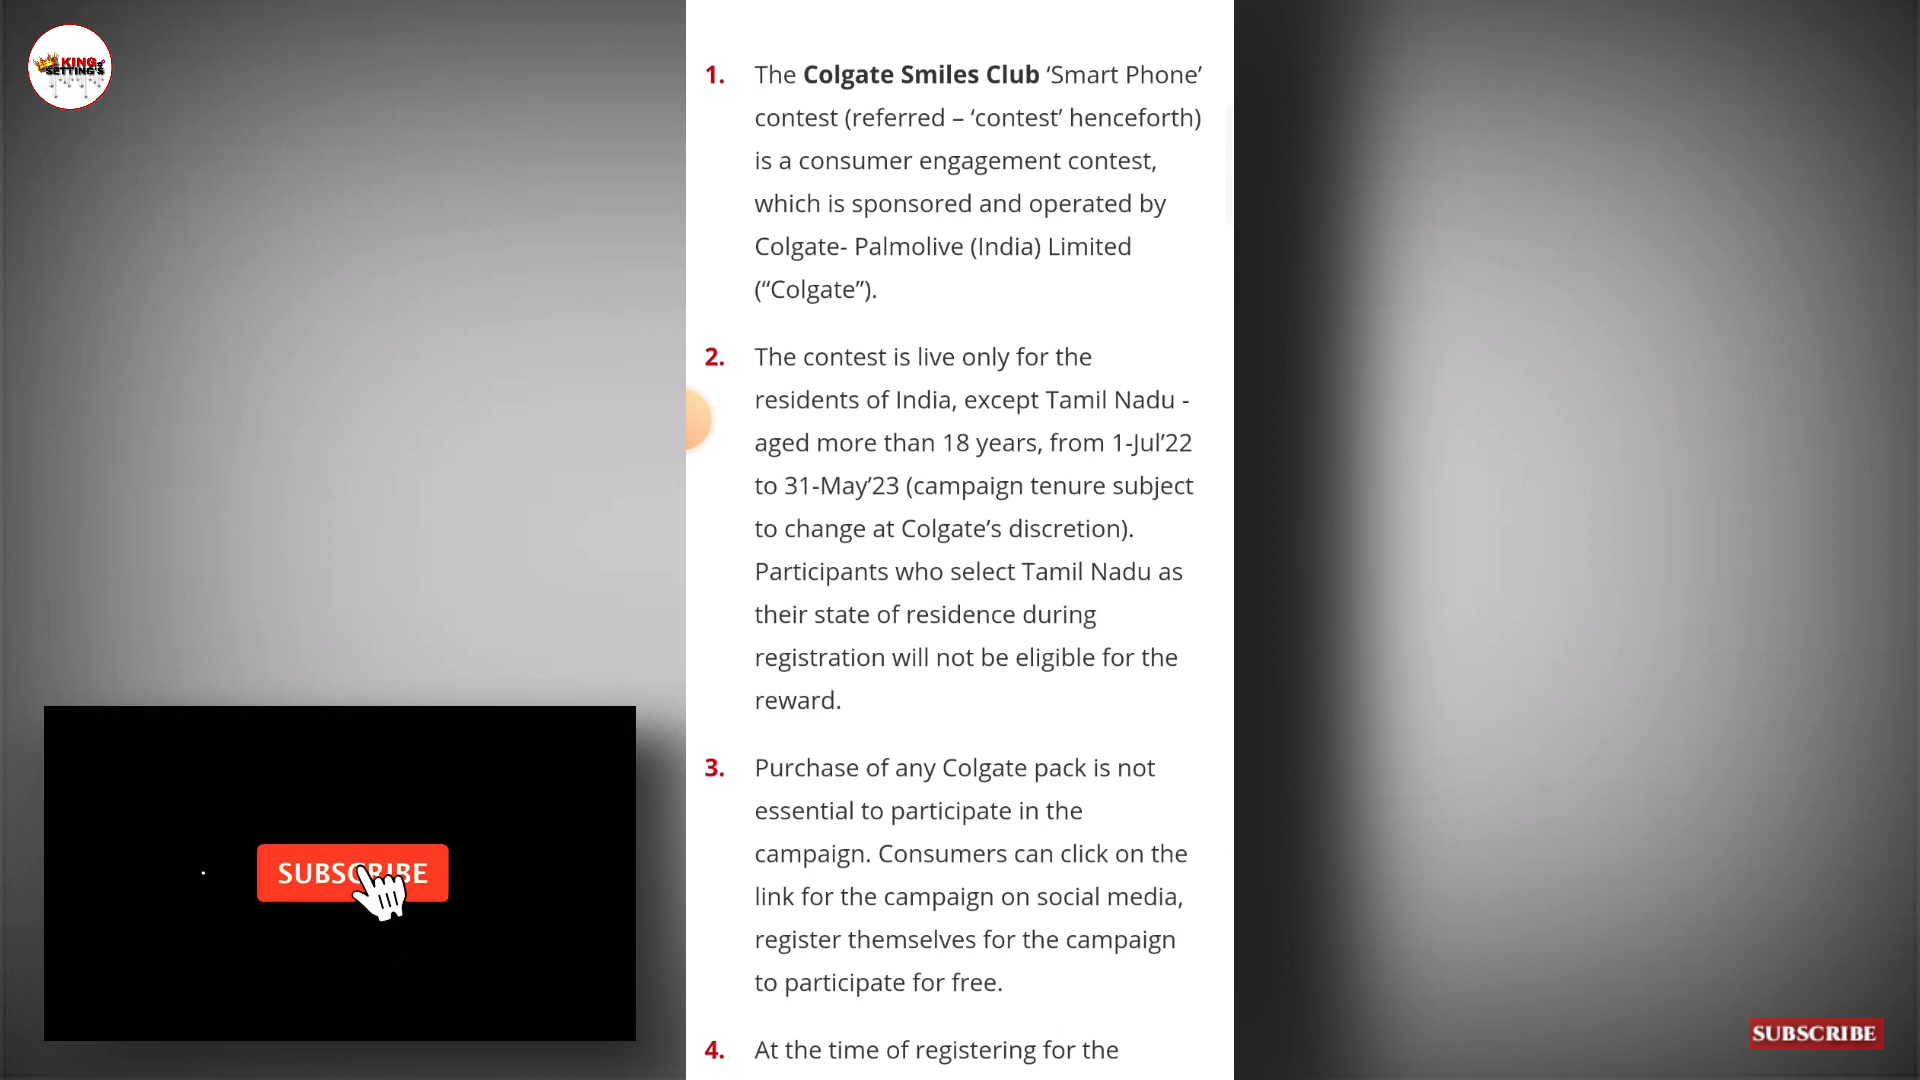 KING
SETTING'S
1. The Colgate Smiles Club ‘Smart Phone’
contest (referred – ‘contest’ henceforth)
is a consumer engagement contest,
which is sponsored and operated by
Colgate- Palmolive (India) Limited
(“Colgate”).
2. The contest is live only for the
residents of India, except Tamil Nadu -
aged more than 18 years, from 1-Jul’22
to 31-May’23 (campaign tenure subject
to change at Colgate’s discretion).
Participants who select Tamil Nadu as
their state of residence during
registration will not be eligible for the
reward.
3. Purchase of any Colgate pack is not
essential to participate in the
campaign. Consumers can click on the
link for the campaign on social media,
register themselves for the campaign
to participate for free.
4. At the time of registering for the
SUBSCRIBE
SUBSCRIBE